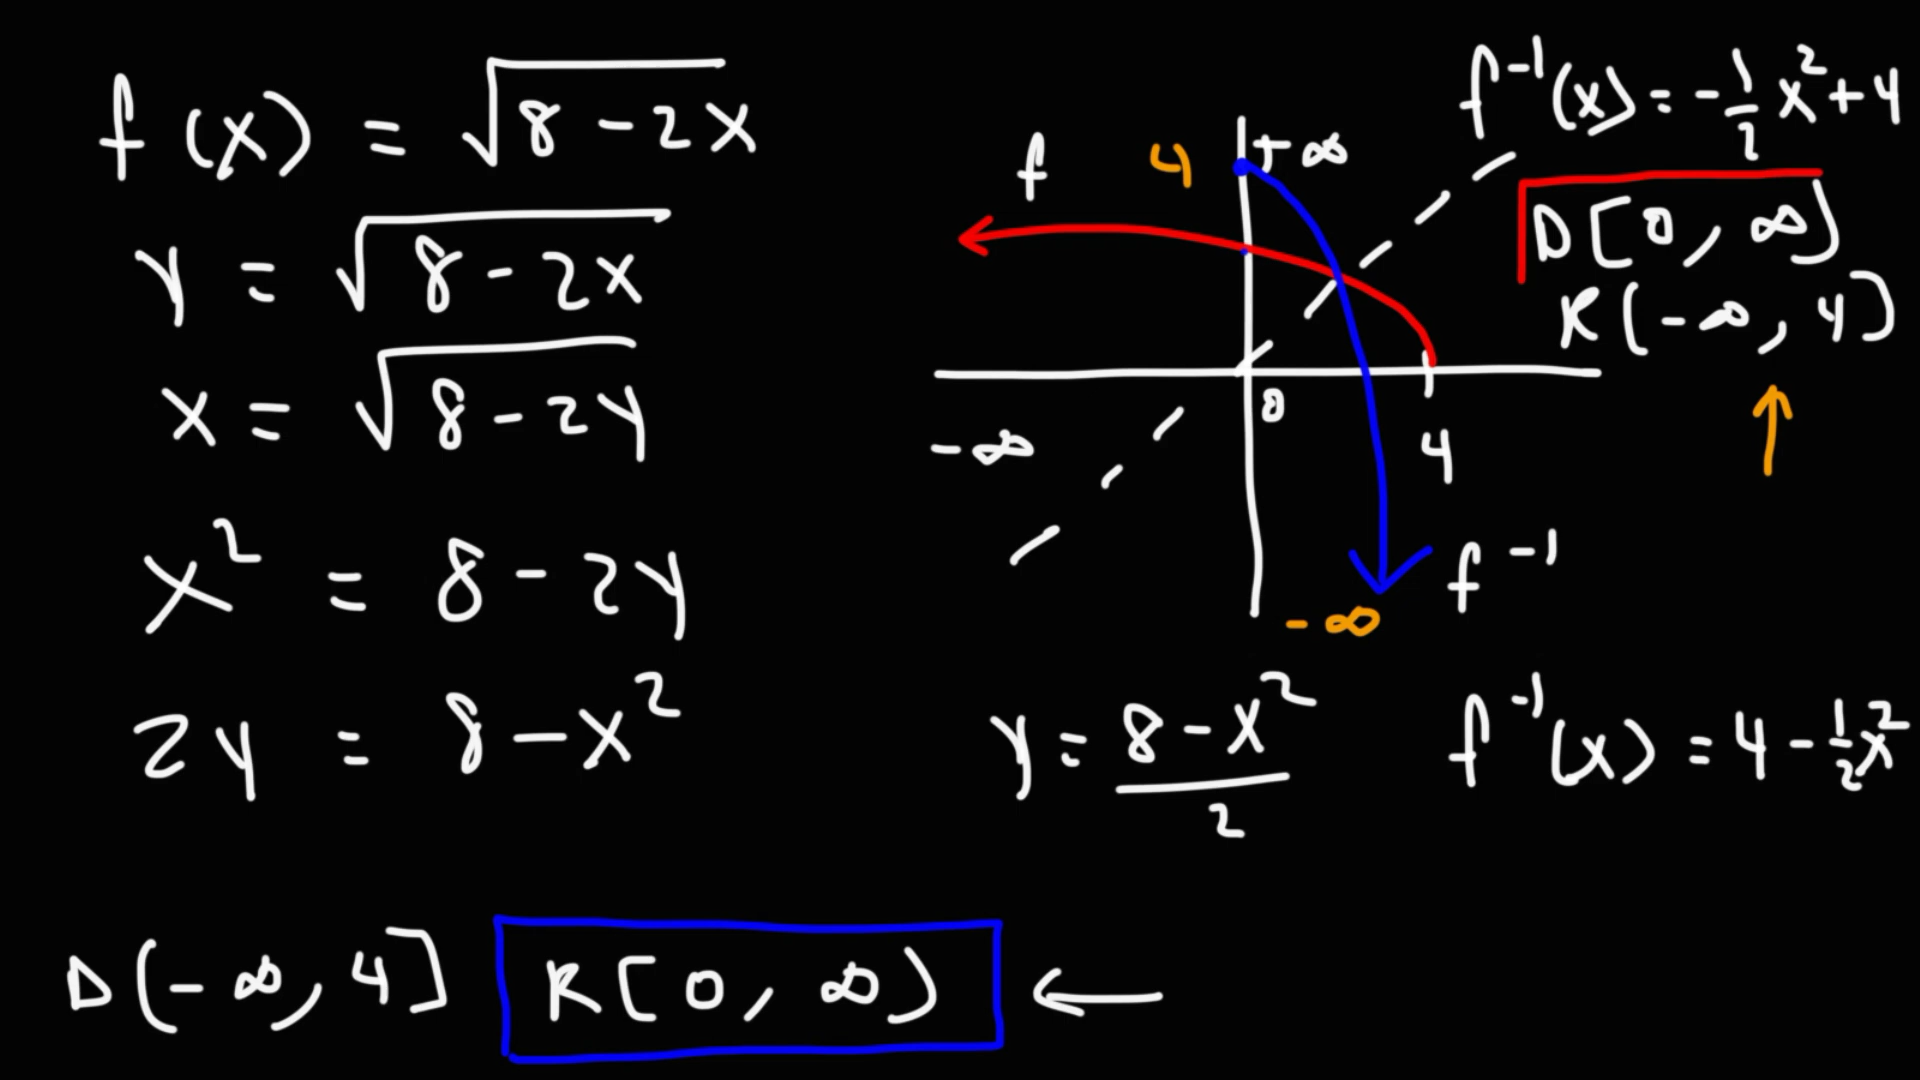 f(x) = √(8 - 2x)
y = √(8 - 2x)
x = √(8 - 2y)
x² = 8 - 2y
2y = 8 - x²
D(-∞, 4] R[0, ∞) ←
f 4 +∞
-∞ 0 4
-∞ f⁻¹
f⁻¹(x) = -½x² + 4
D[0, ∞]
R(-∞, 4]
y = (8 - x²)/2 f⁻¹(x) = 4 - ½x²